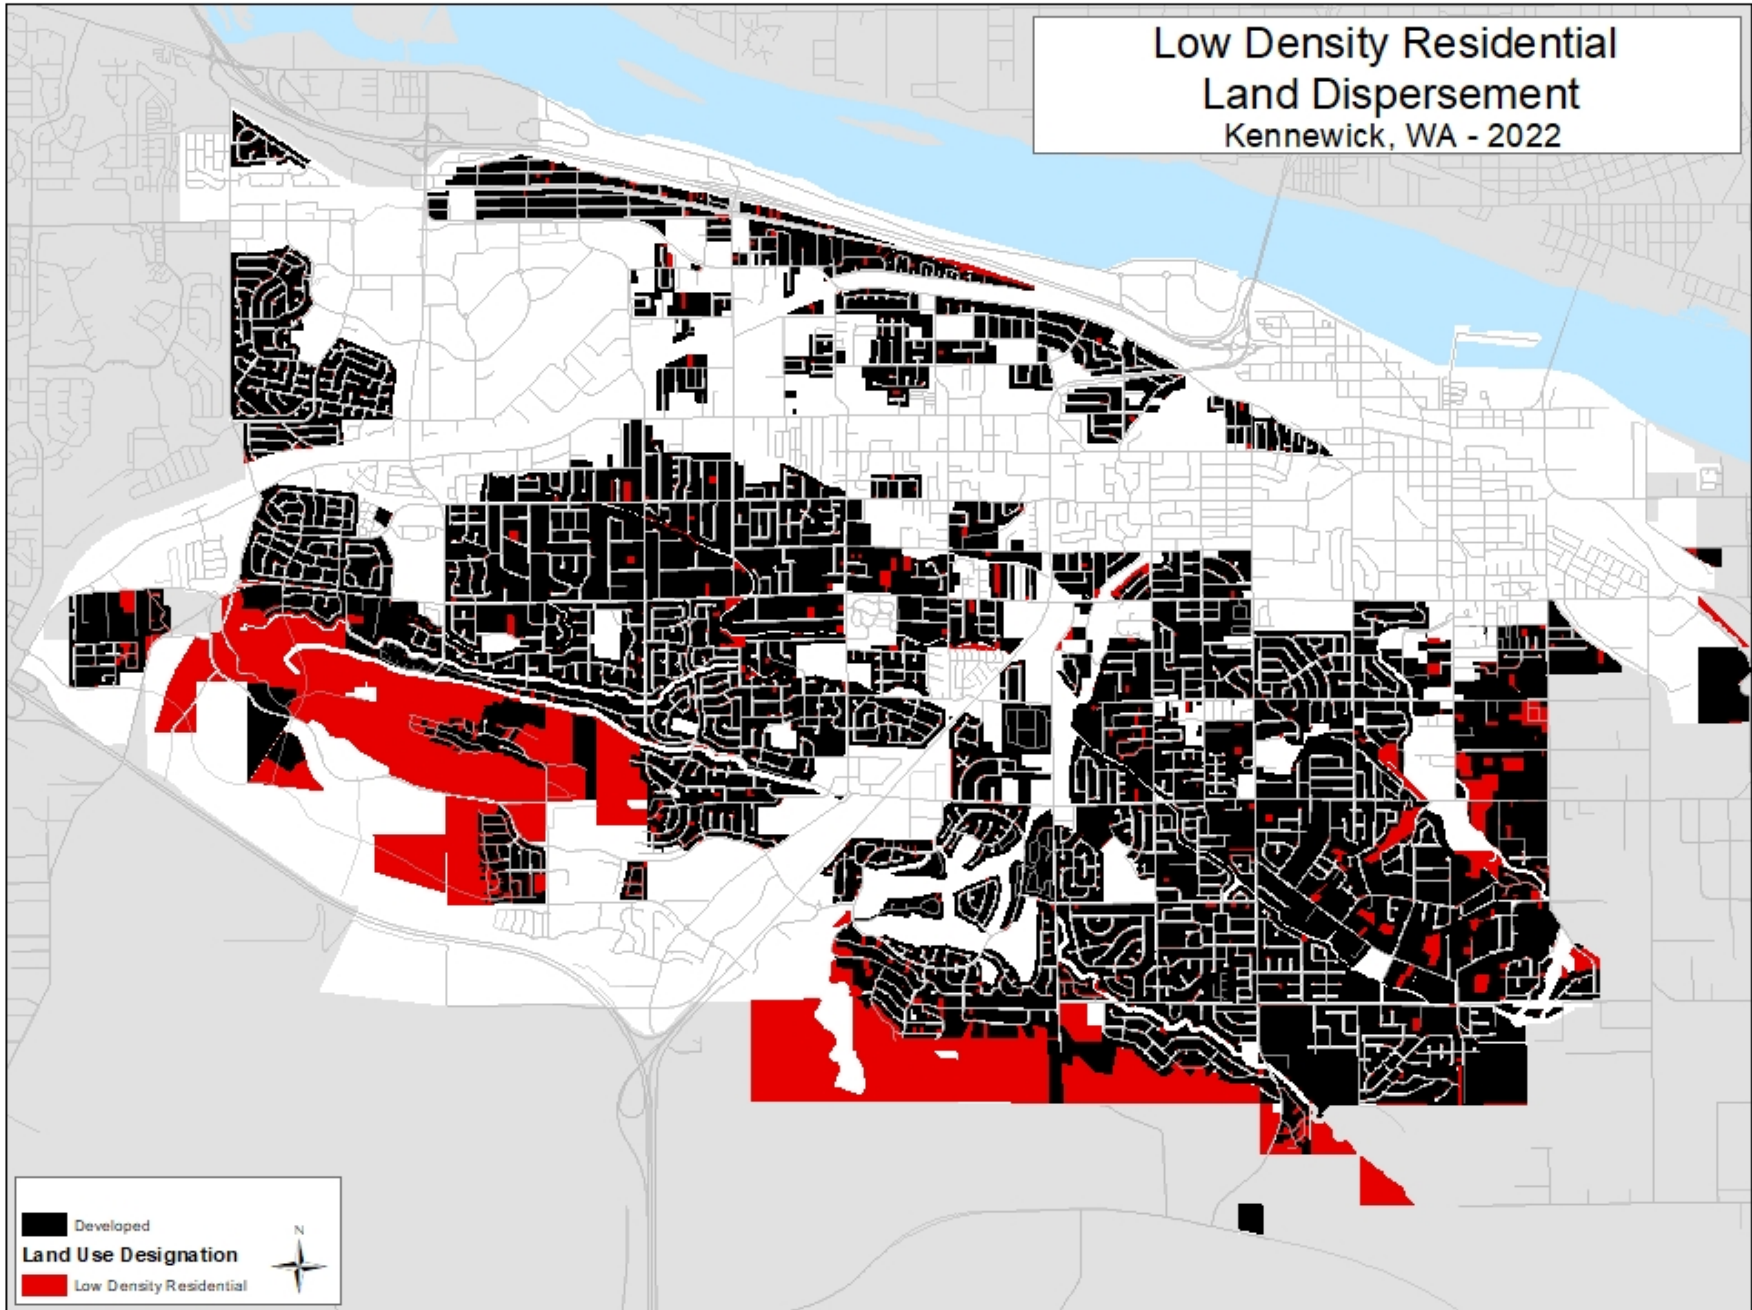 Low Density Residential
Land Dispersement
Kennewick, WA - 2022
Developed
N
Land Use Designation
Low Density Residential